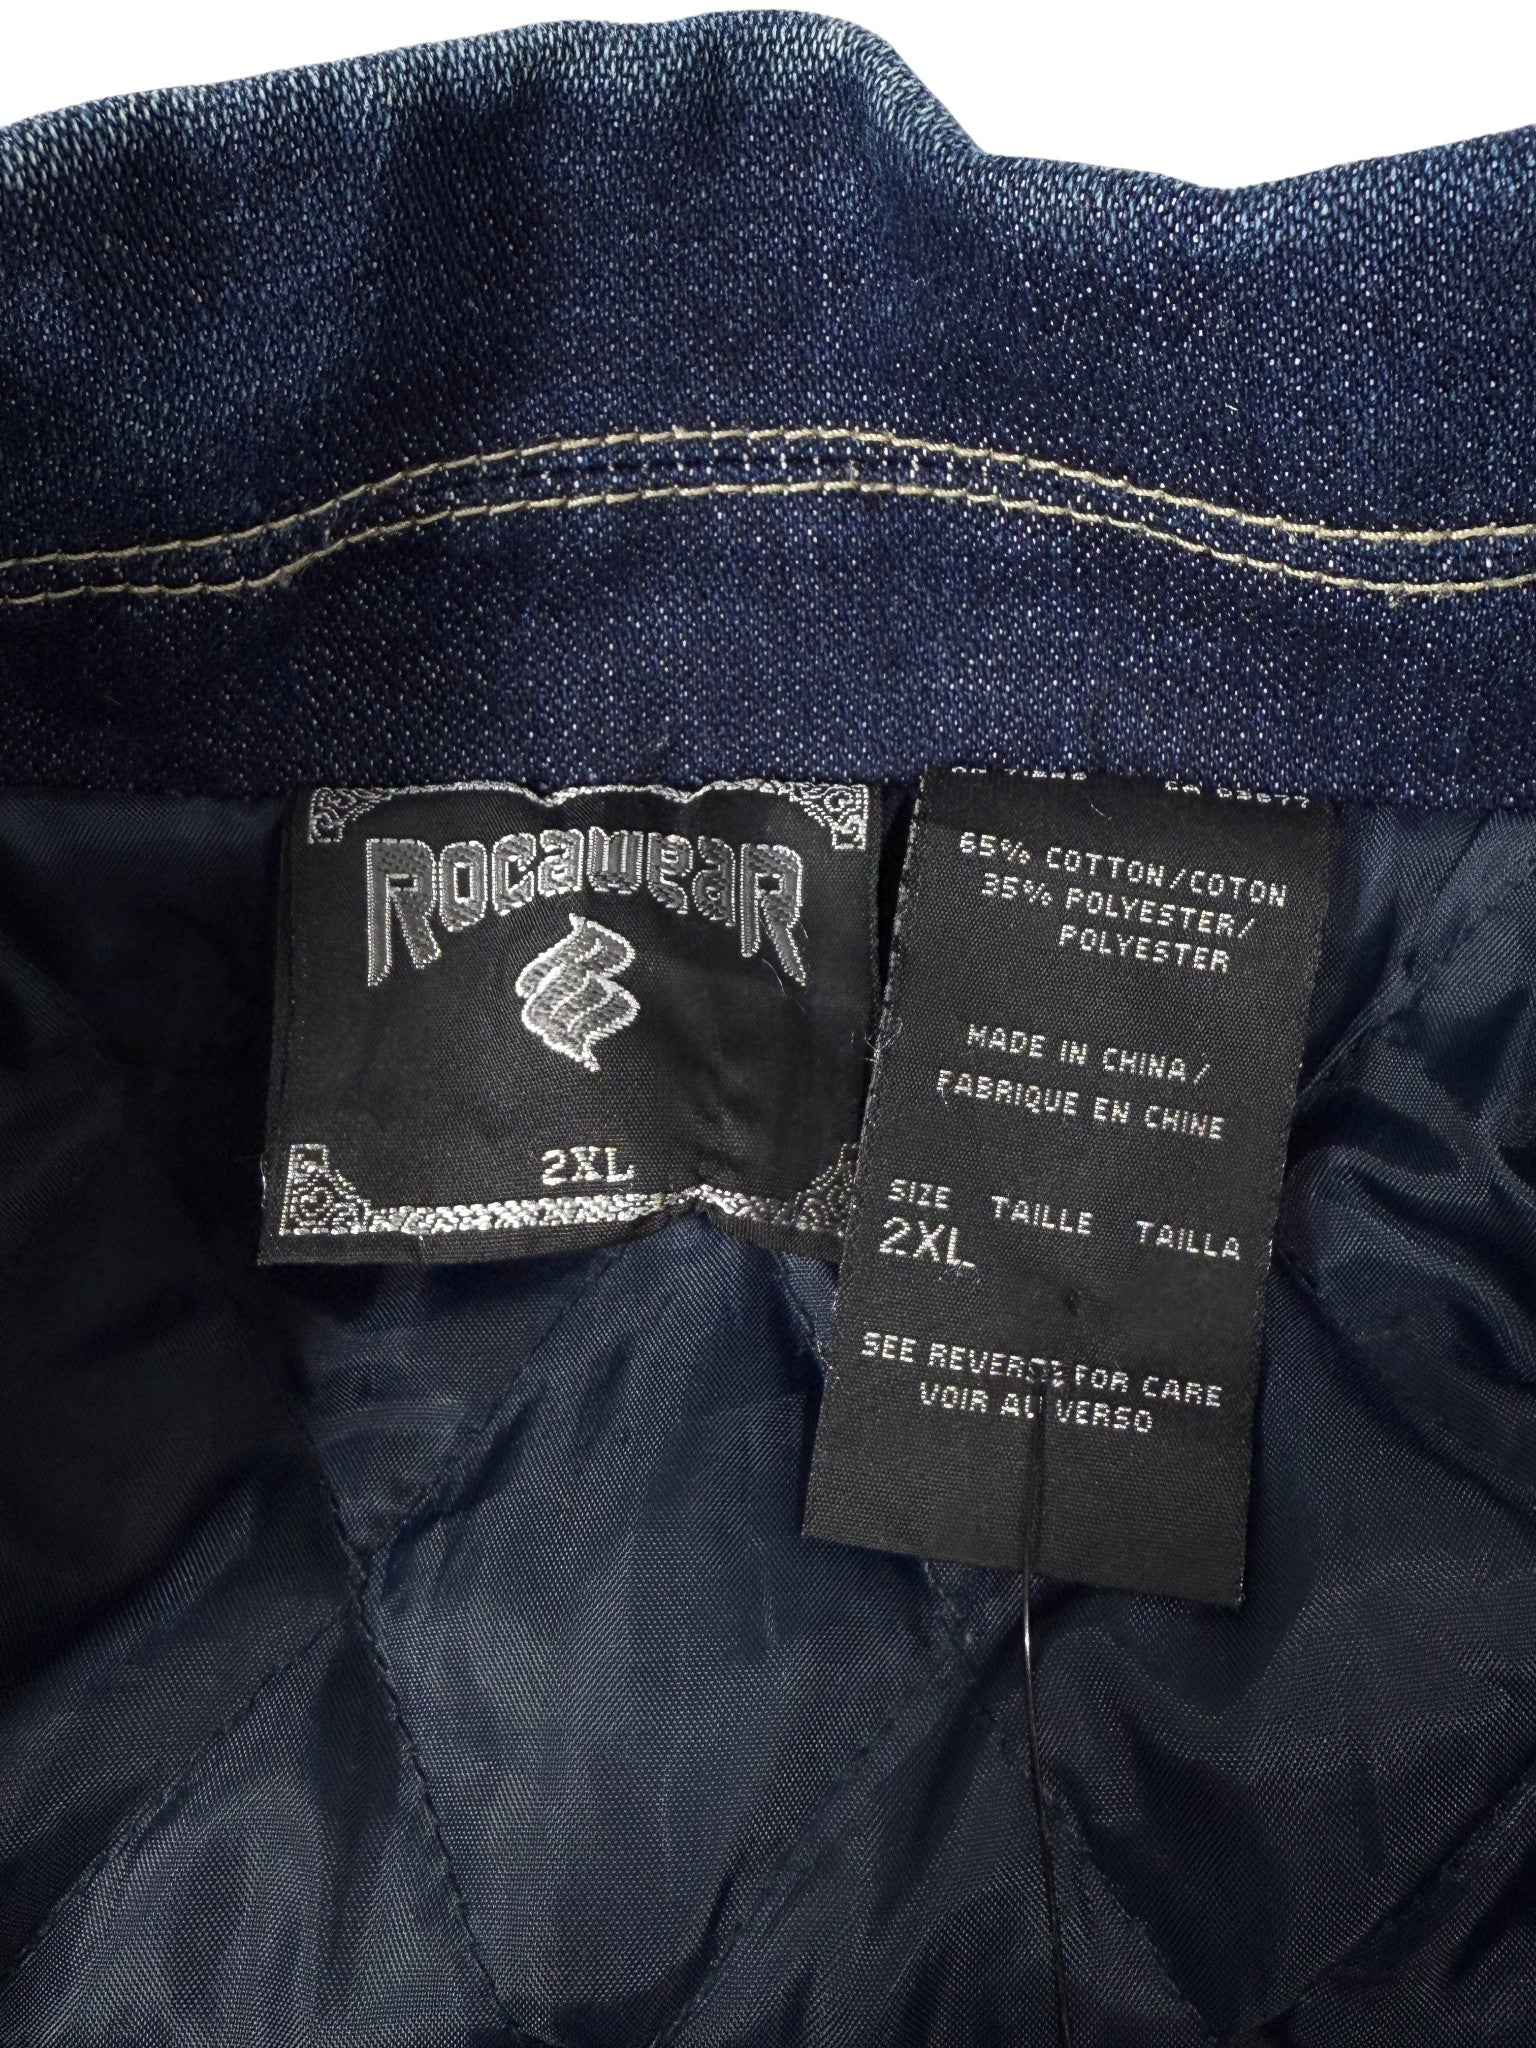 ROCAWEAR
2XL
65% COTTON/COTON
35% POLYESTER/
POLYESTER
MADE IN CHINA/
FABRIQUE EN CHINE
SIZE TAILLE TAILLA
2XL
SEE REVERSE FOR CARE
VOIR AU VERSO